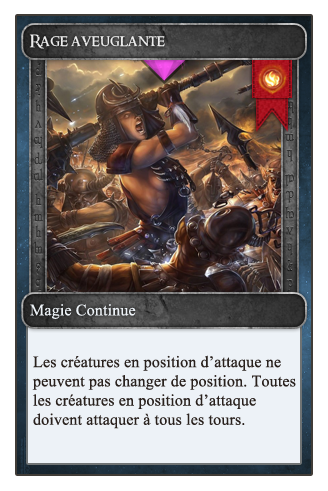 RAGE AVEUGLANTE
Magie Continue
Les créatures en position d'attaque ne
peuvent pas changer de position. Toutes
les créatures en position d'attaque
doivent attaquer à tous les tours.